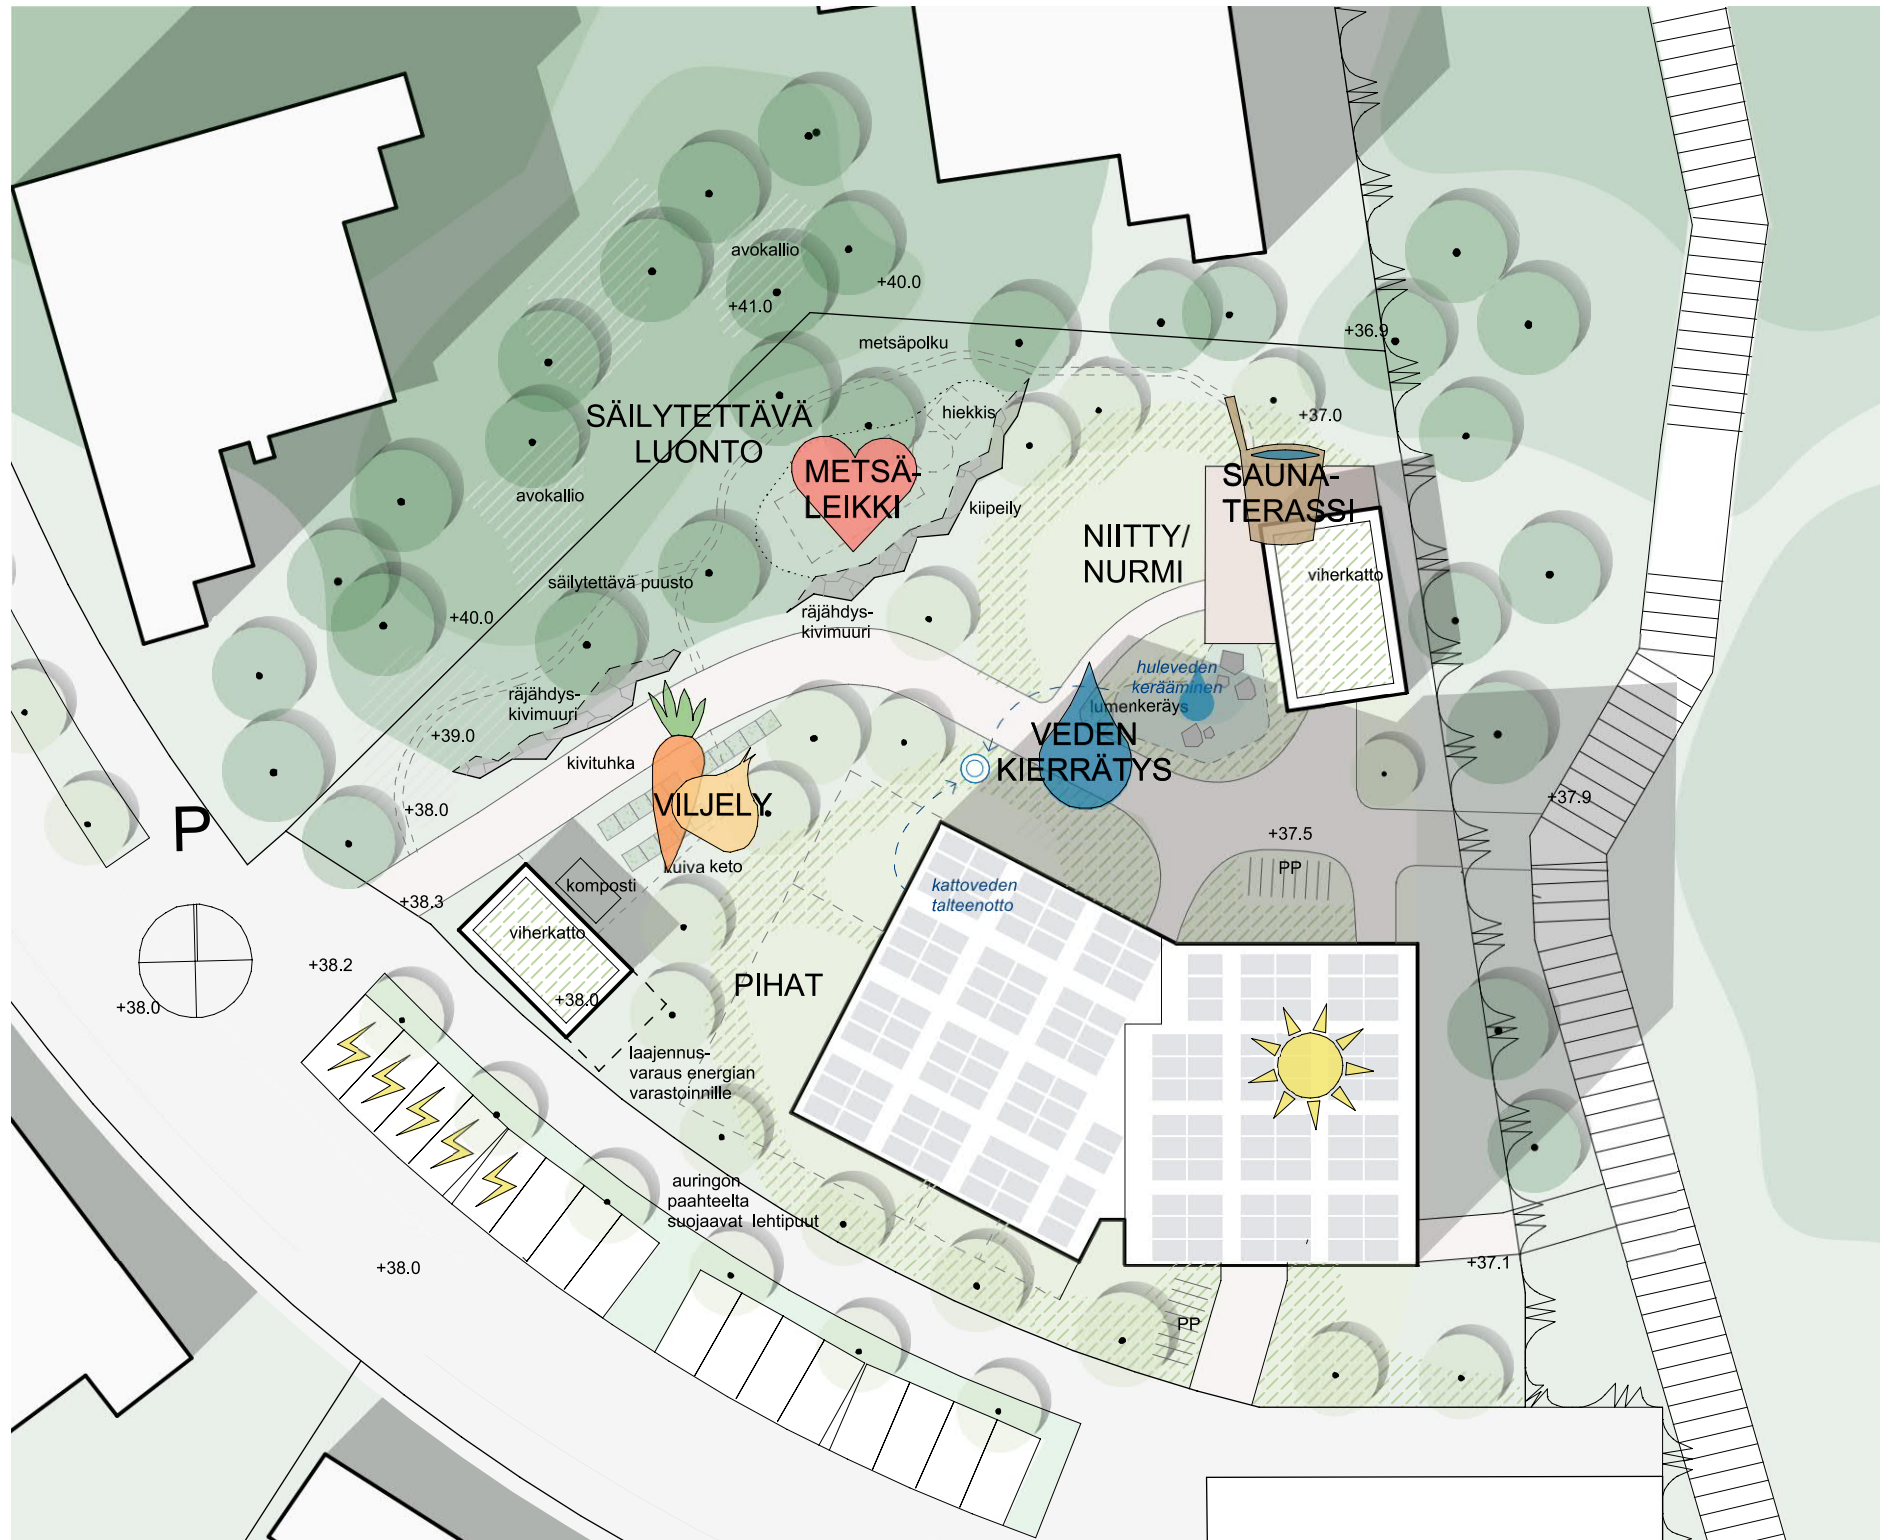 avokallio
+40.0
+41.0
metsäpolku
+36.9
hiekkis
+37.0
SÄILYTETTÄVÄ
LUONTO
METSÄ-
LEIKKI
avokallio
kiipeily
SAUNA-
TERASSI
NIITTY/
NURMI
viherkatto
säilytettävä puusto
+40.0
räjähdys-
kivimuuri
huleveden
kerääminen
lumenkeräys
räjähdys-
kivimuuri
+39.0
kivituhka
VEDEN
KIERRÄTYS
+38.0
VILJELY
+37.9
P
+37.5
PP
kuiva keto
komposti
kattoveden
talteenotto
+38.3
viherkatto
+38.2
PIHAT
+38.0
+38.0
laajennus-
varaus energian
varastoinnille
auringon
paahteelta
suojaavat lehtipuut
+38.0
+37.1
PP